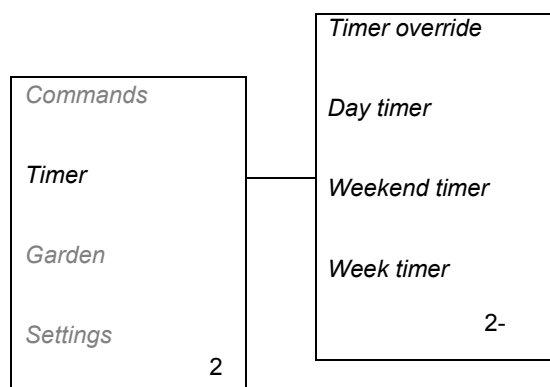 Commands
Timer
Garden
Settings
2
Timer override
Day timer
Weekend timer
Week timer
2-